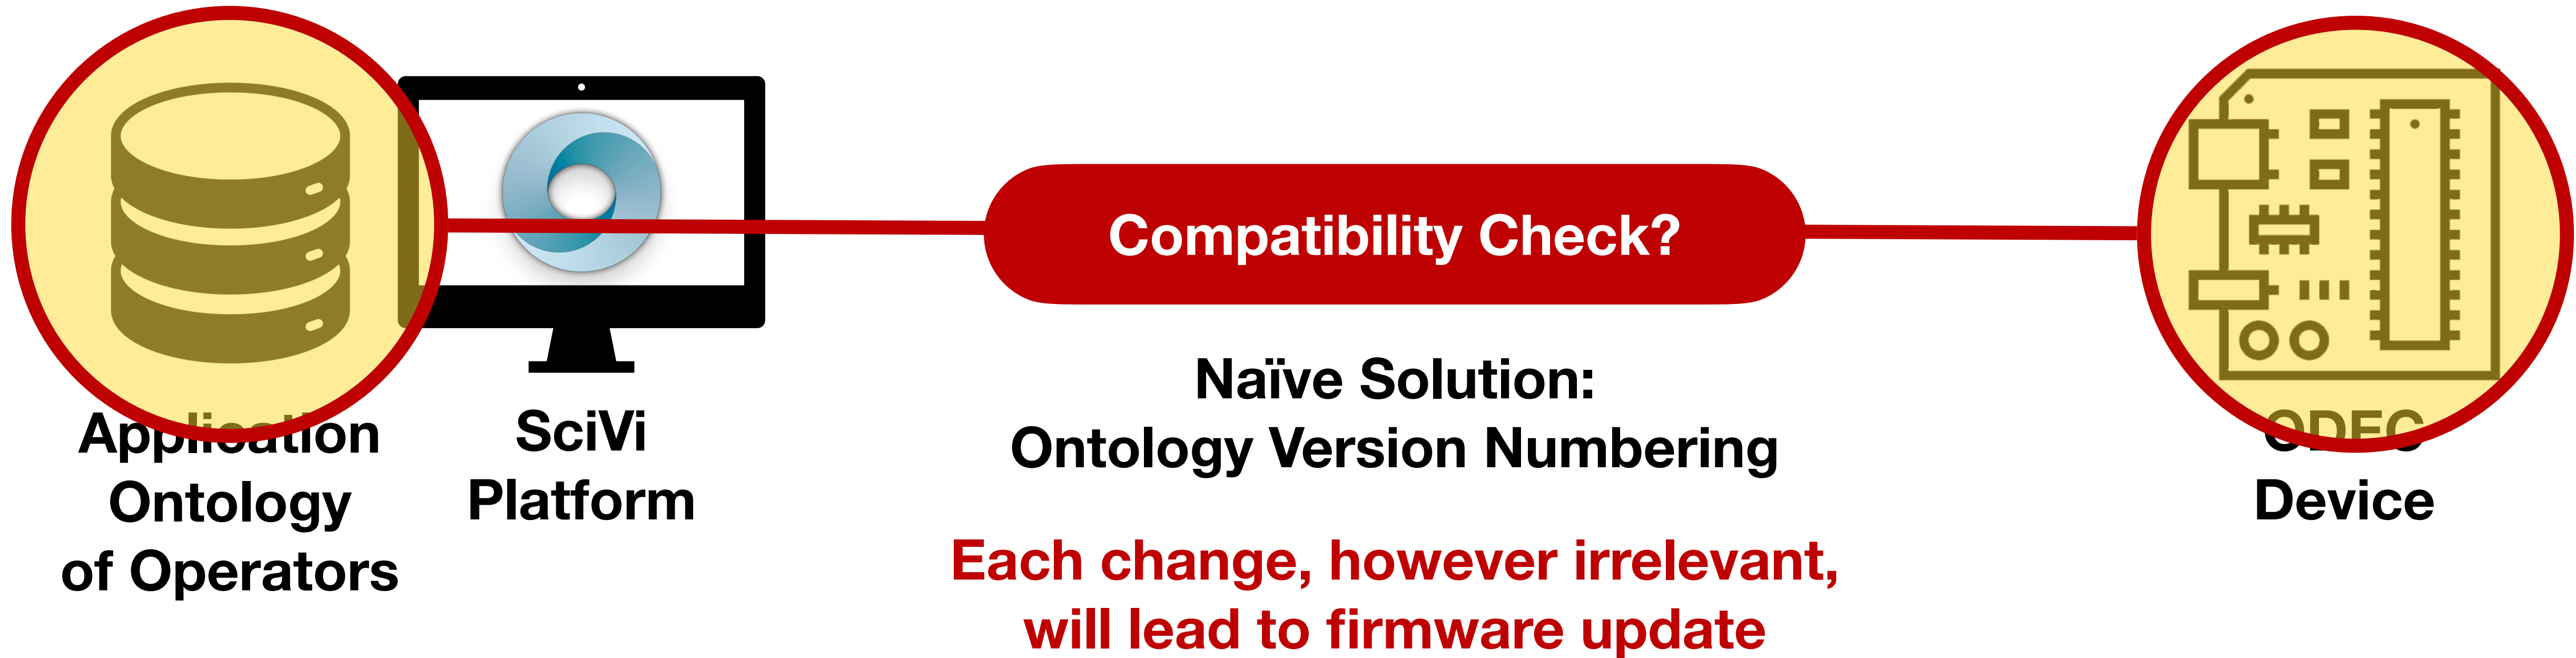 Compatibility Check?
Naïve Solution:
Ontology Version Numbering
Each change, however irrelevant,
will lead to firmware update
Application
Ontology
of Operators
SciVi
Platform
ODEC
Device